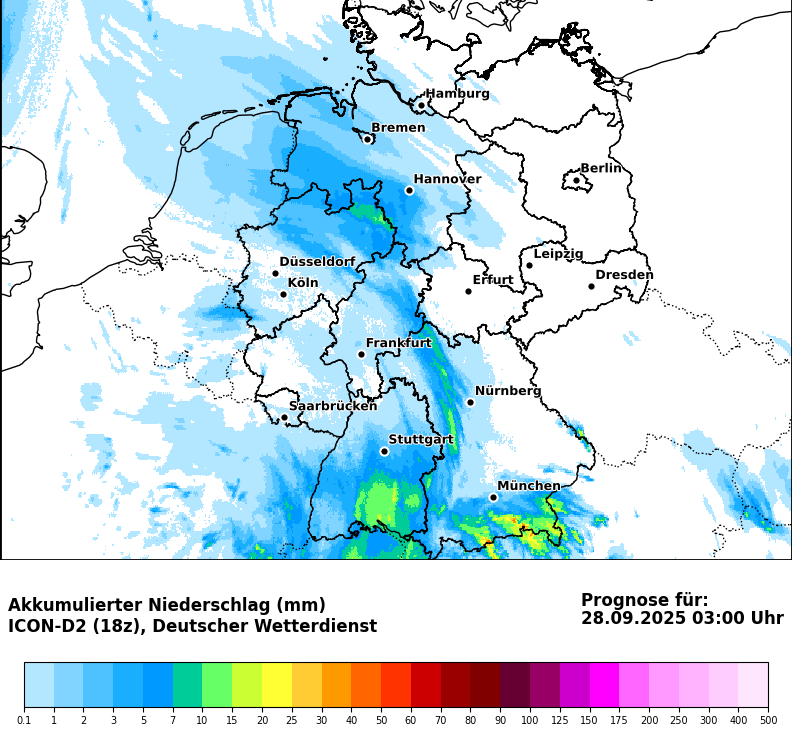 Hamburg
Bremen
Berlin
Hannover
Leipzig
Düsseldorf
Dresden
Köln
Erfurt
Frankfurt
Nürnberg
Saarbrücken
Stuttgart
München
Akkumulierter Niederschlag (mm)
ICON-D2 (18z), Deutscher Wetterdienst
Prognose für:
28.09.2025 03:00 Uhr
0.1 1 2 3 5 7 10 15 20 25 30 40 50 60 70 80 90 100 125 150 175 200 250 300 400 500